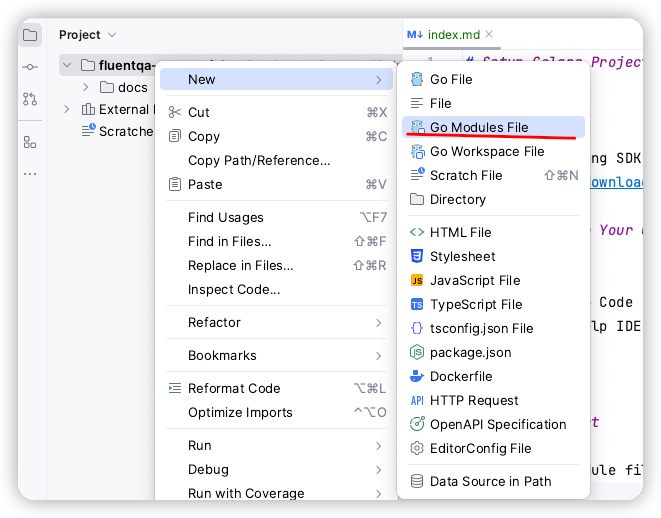 Project
index.md
fluentqa-
docs
External
Scratche
1
# Setup Golang Project
New
Cut ⌘X
Copy ⌘C
Copy Path/Reference...
Paste ⌘V
Find Usages ⌥F7
Find in Files... ⇧⌘F
Replace in Files... ⇧⌘R
Inspect Code...
Refactor
Bookmarks
Reformat Code ⌥⌘L
Optimize Imports ^⌥O
Run
Debug
Run with Coverage
Go File
File
Go Modules File
Go Workspace File
Scratch File ⇧⌘N
Directory
HTML File
Stylesheet
JavaScript File
TypeScript File
tsconfig.json File
package.json
Dockerfile
HTTP Request
OpenAPI Specification
EditorConfig File
Data Source in Path
ng SDK
ownload
Your
Code
lp IDE
t
ule fil